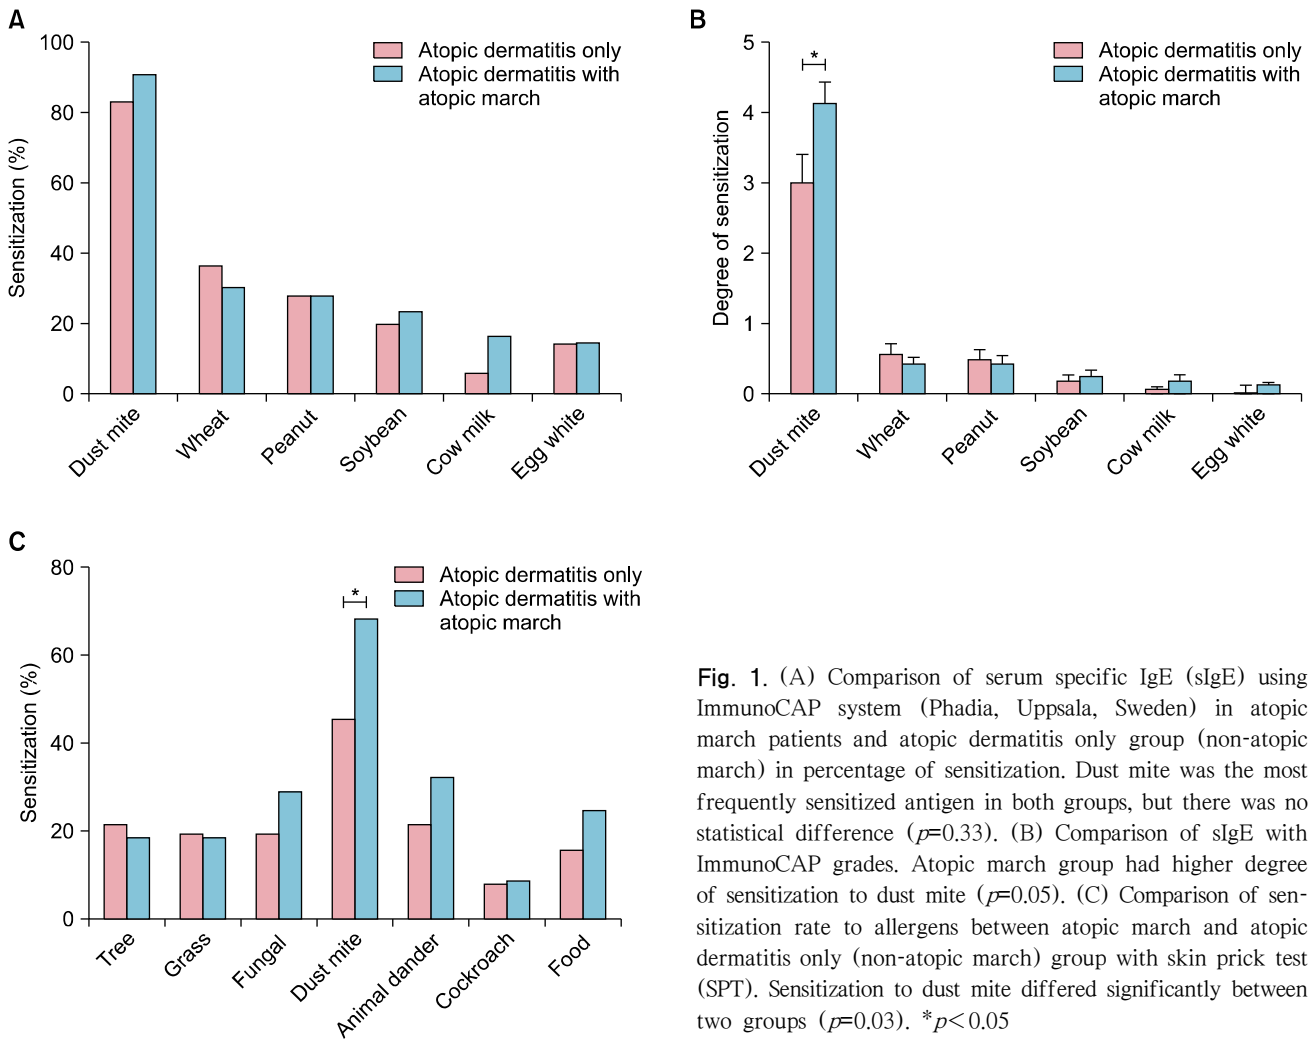 A
100
80
60
40
20
0
Sensitization (%)
Atopic dermatitis only
Atopic dermatitis with
atopic march
Dust mite
Wheat
Peanut
Soybean
Cow milk
Egg white
B
5
4
3
2
1
0
Degree of sensitization
*
Atopic dermatitis only
Atopic dermatitis with
atopic march
Dust mite
Wheat
Peanut
Soybean
Cow milk
Egg white
C
80
60
40
20
0
Sensitization (%)
*
Atopic dermatitis only
Atopic dermatitis with
atopic march
Tree
Grass
Fungal
Dust mite
Animal dander
Cockroach
Food
Fig. 1. (A) Comparison of serum specific IgE (sIgE) using
ImmunoCAP system (Phadia, Uppsala, Sweden) in atopic
march patients and atopic dermatitis only group (non-atopic
march) in percentage of sensitization. Dust mite was the most
frequently sensitized antigen in both groups, but there was no
statistical difference (p=0.33). (B) Comparison of sIgE with
ImmunoCAP grades. Atopic march group had higher degree
of sensitization to dust mite (p=0.05). (C) Comparison of sen-
sitization rate to allergens between atopic march and atopic
dermatitis only (non-atopic march) group with skin prick test
(SPT). Sensitization to dust mite differed significantly between
two groups (p=0.03). *p<0.05